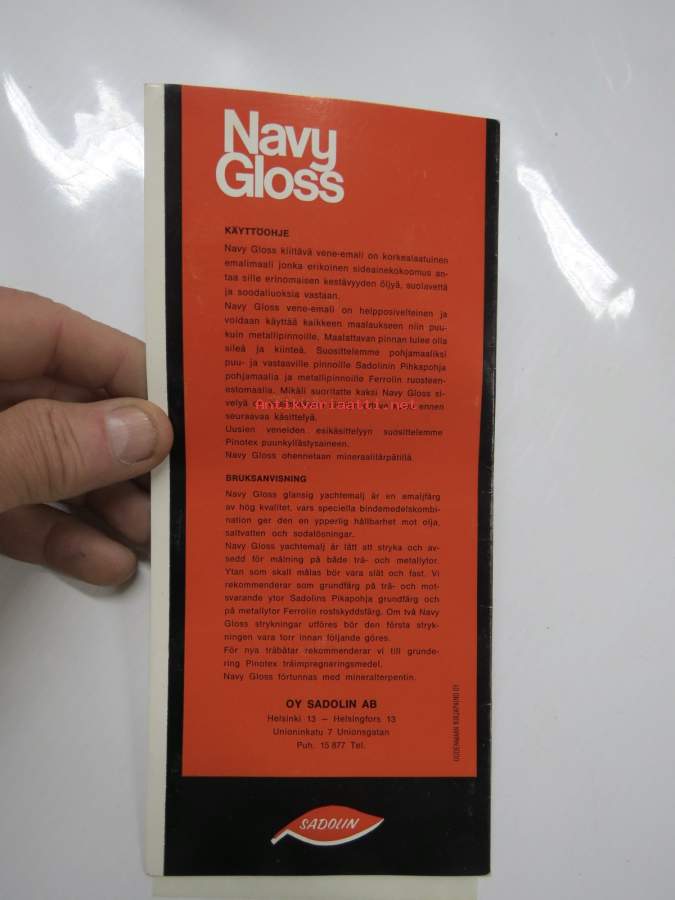 Navy
Gloss
KÄYTTÖOHJE
Navy Gloss kiiltävä vene-emali on korkealaatuinen
emalimaali jonka erikoinen sideainekokoomus an-
taa sille erinomaisen kestävyyden öljyä, suolavettä
ja soodaliuoksia vastaan.
Navy Gloss vene-emali on helpposivelteinen ja
voidaan käyttää kaikkeen maalaukseen niin puu-
kuin metallipinnoille. Maalattavan pinnan tulee olla
sileä ja kiinteä. Suosittelemme pohjamaaliksi
puu- ja vastaaville pinnoille Sadolinin Pihkapohja
pohjamaalia ja metallipinnoille Ferrolin ruosteen-
estomaalia. Mikäli suoritatte kaksi Navy Gloss si-
velyä
Antikvariaatti.net
ennen
seuraavaa käsittelyä.
Uusien veneiden esikäsittelyyn suosittelemme
Pinotex puunkyllästysaineen.
Navy Gloss ohennetaan mineraalitärpätillä.
BRUKSANVISNING
Navy Gloss glansig yachtemalj är en emaljfärg
av hög kvalitet, vars speciella bindemedelskombi-
nation ger den en ypperlig hållbarhet mot olja,
saltvatten och sodalösningar.
Navy Gloss yachtemalj är lätt att stryka och av-
sedd för målning på både trä- och metallytor.
Ytan som skall målas bör vara slät och fast. Vi
rekommenderar som grundfärg på trä- och mot-
svarande ytor Sadolins Pikapohja grundfärg och
på metallytor Ferrolin rostskyddsfärg. Om två Navy
Gloss strykningar utföres bör den första stryk-
ningen vara torr innan följande göres.
För nya träbåtar rekommenderar vi till grunde-
ring Pinotex träimpregneringsmedel.
Navy Gloss förtunnas med mineralterpentin.
OY SADOLIN AB
Helsinki 13 — Helsingfors 13
Unioninkatu 7 Unionsgatan
Puh. 15 877 Tel.
KIRJAPAINO OY
SADOLIN